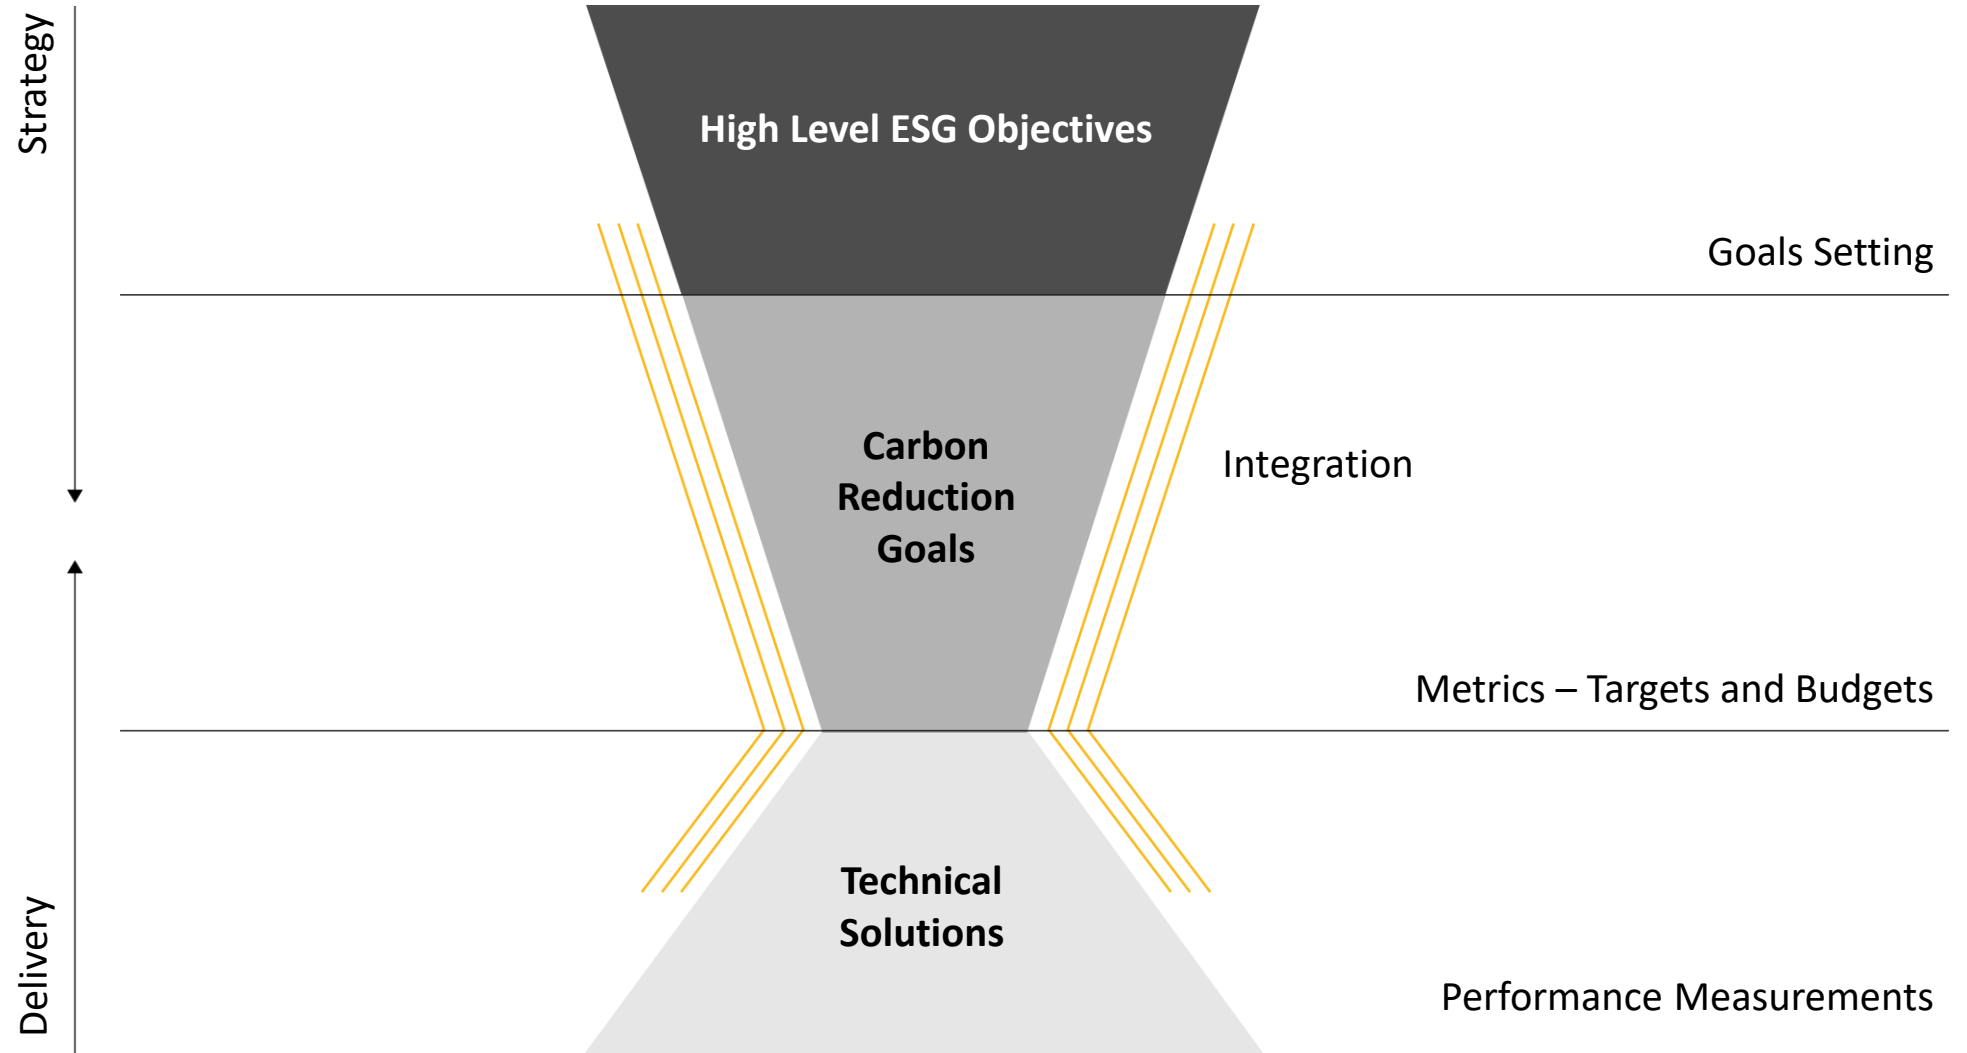 Strategy
High Level ESG Objectives
Goals Setting
Carbon
Reduction
Goals
Integration
Metrics – Targets and Budgets
Technical
Solutions
Delivery
Performance Measurements